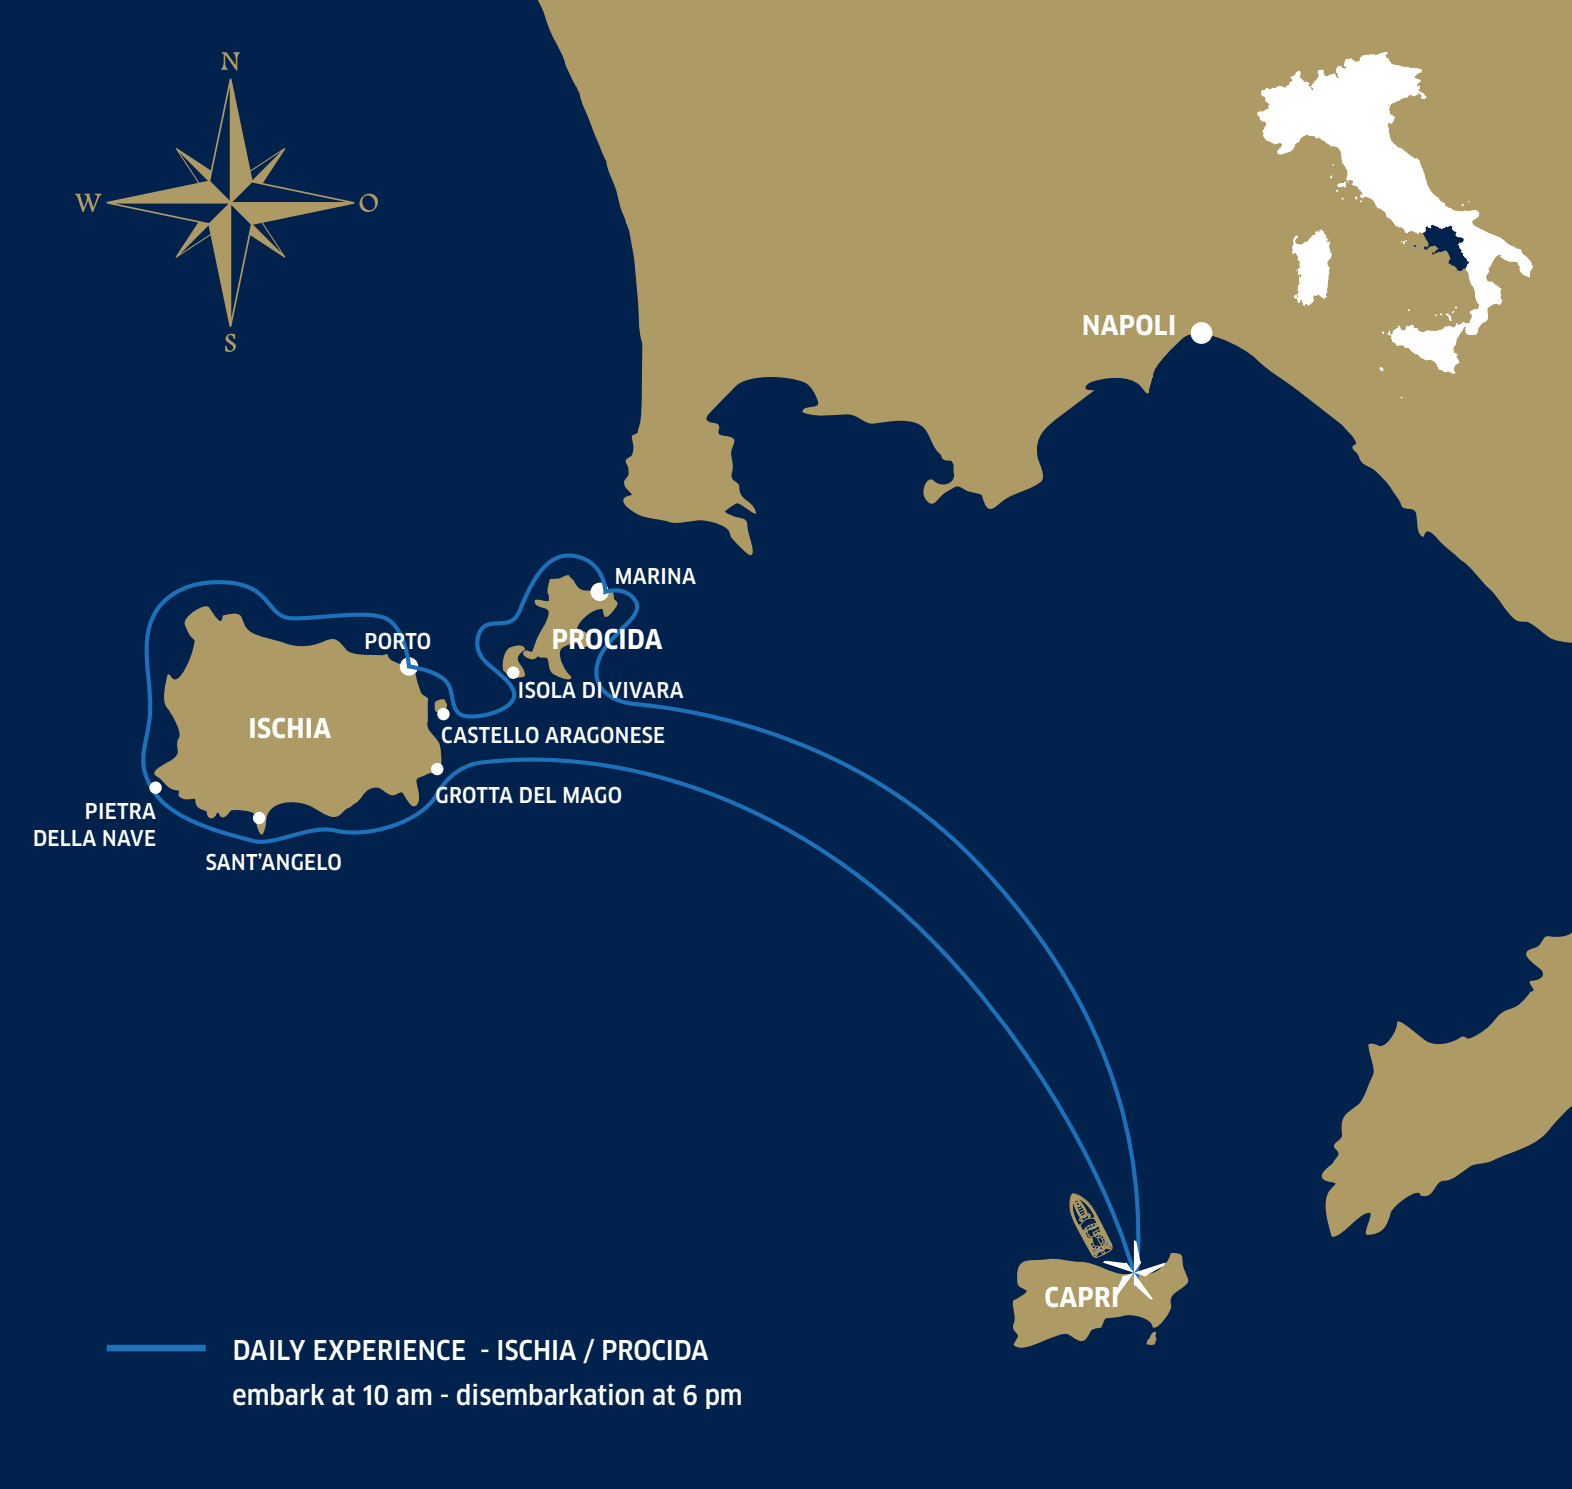 N
W
O
S
NAPOLI
MARINA
PORTO
PROCIDA
ISOLA DI VIVARA
ISCHIA
CASTELLO ARAGONESE
GROTTA DEL MAGO
PIETRA
DELLA NAVE
SANT'ANGELO
CAPRI
DAILY EXPERIENCE - ISCHIA / PROCIDA
embark at 10 am - disembarkation at 6 pm